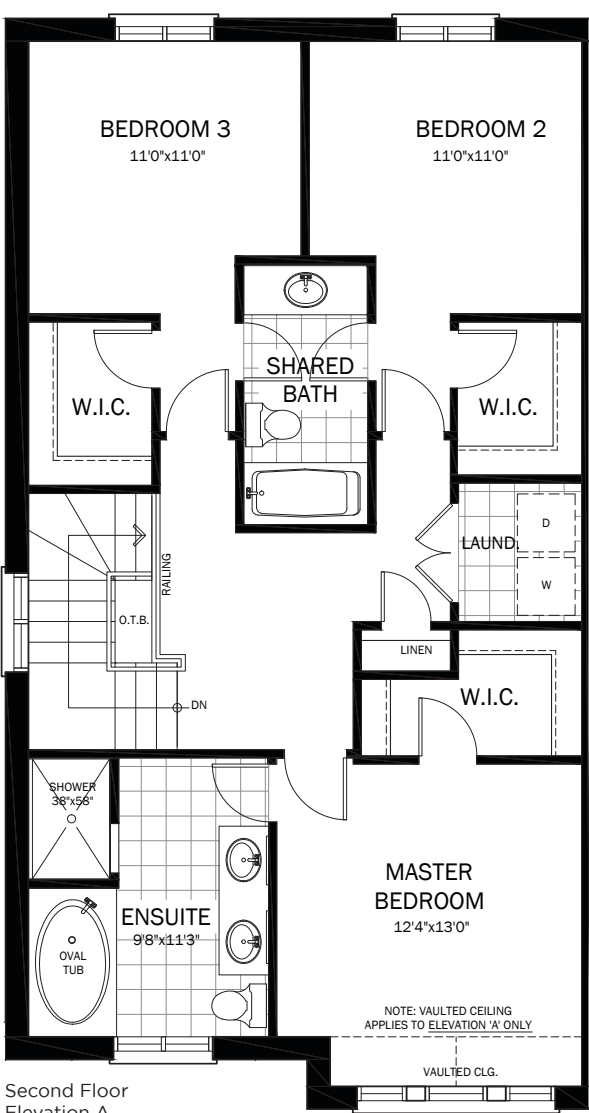 BEDROOM 3
11'0"x11'0"
BEDROOM 2
11'0"x11'0"
SHARED
BATH
W.I.C.
W.I.C.
RAILING
LAUND.
D
W
O.T.B.
LINEN
DN
W.I.C.
SHOWER
38"x58"
ENSUITE
9'8"x11'3"
OVAL
TUB
MASTER
BEDROOM
12'4"x13'0"
NOTE: VAULTED CEILING
APPLIES TO ELEVATION 'A' ONLY
VAULTED CLG.
Second Floor
Elevation A